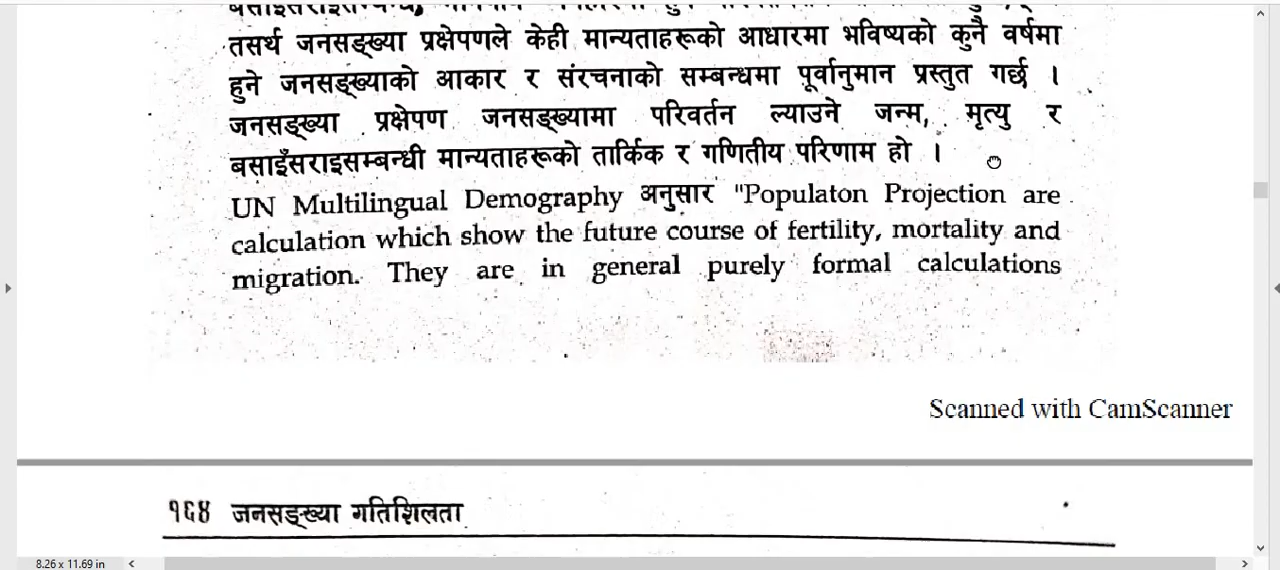 तसर्थ जनसङ्ख्या प्रक्षेपणले केही मान्यताहरूको आधारमा भविष्यको कुनै वर्षमा
हुने जनसङ्ख्याको आकार र संरचनाको सम्बन्धमा पूर्वानुमान प्रस्तुत गर्छ ।
जनसङ्ख्या प्रक्षेपण जनसङ्ख्यामा परिवर्तन ल्याउने जन्म, मृत्यु र
बसाइँसराइसम्बन्धी मान्यताहरूको तार्किक र गणितीय परिणाम हो ।
UN Multilingual Demography अनुसार "Populaton Projection are
calculation which show the future course of fertility, mortality and
migration. They are in general purely formal calculations
Scanned with CamScanner
१६४ जनसङ्ख्या गतिशिलता
8.26 x 11.69 in